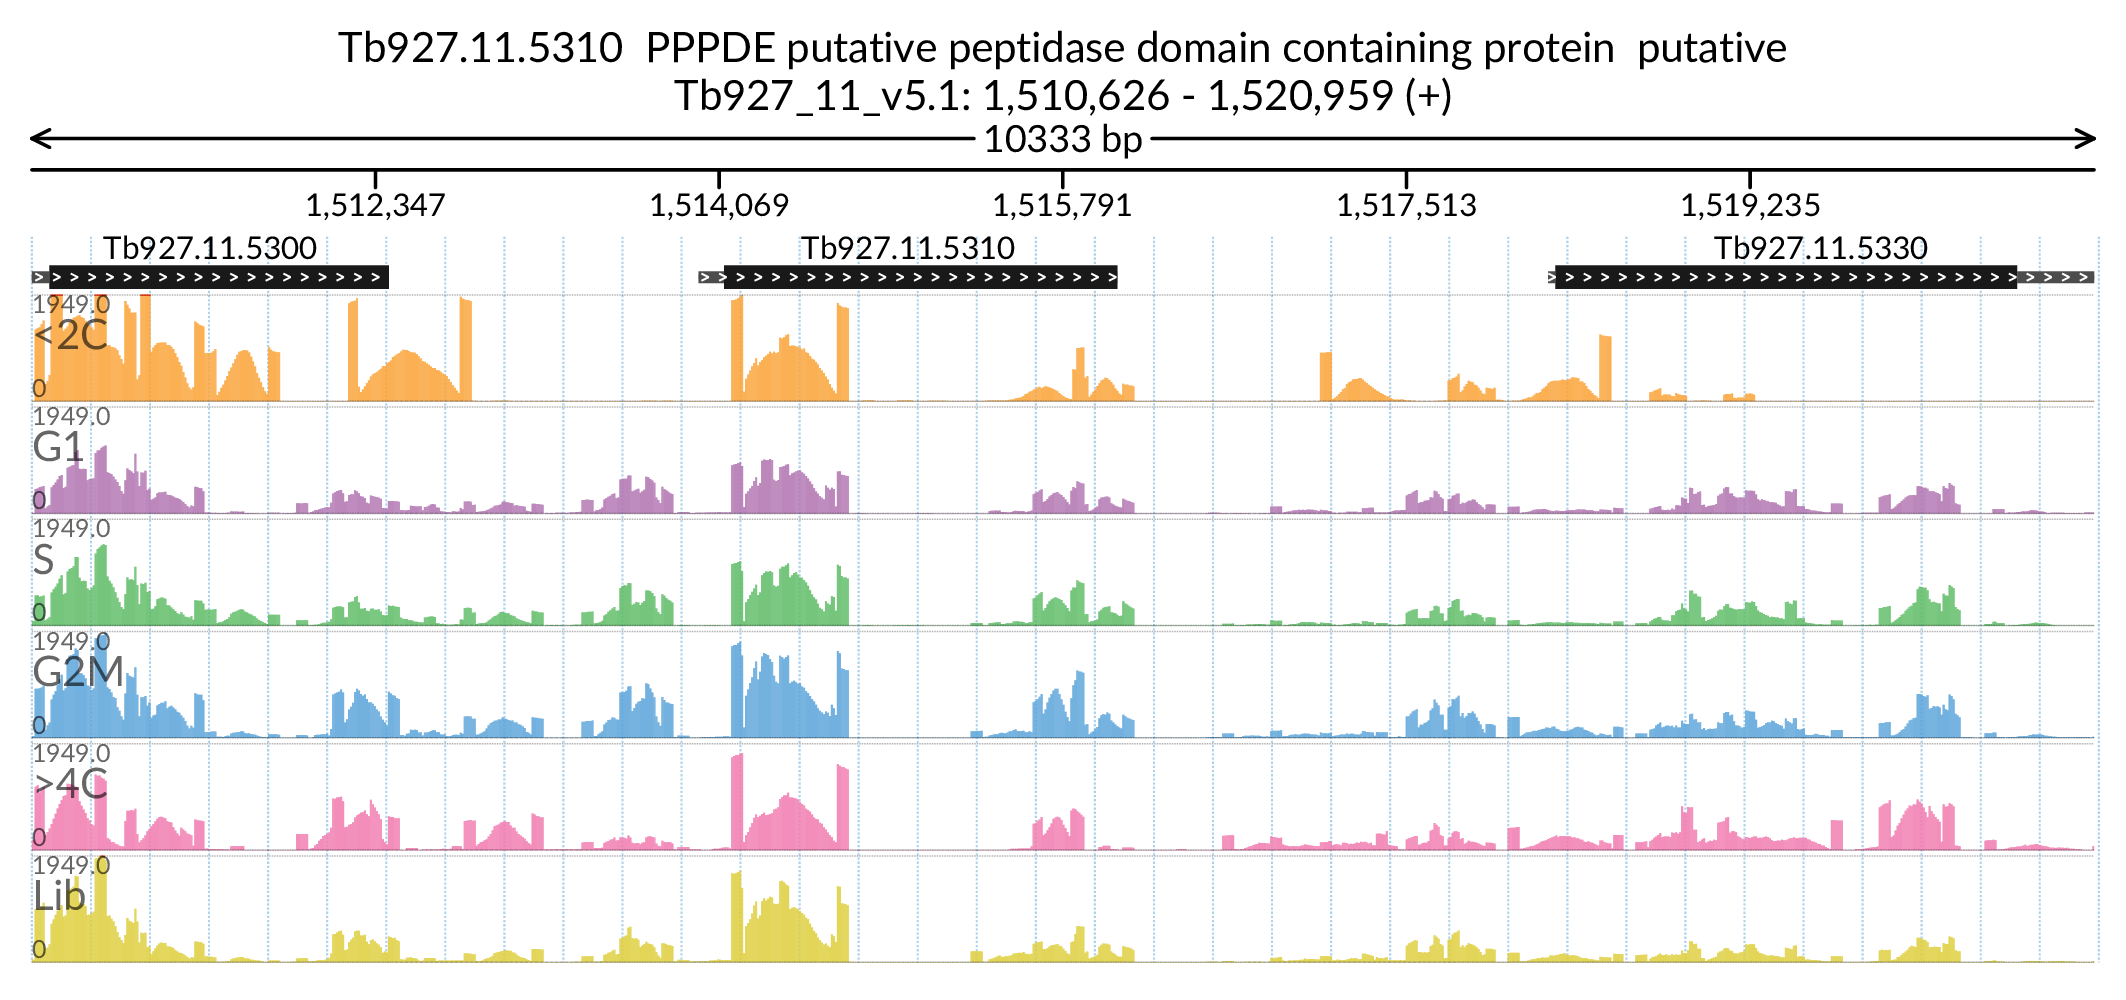 Tb927.11.5310  PPPDE putative peptidase domain containing protein  putative
Tb927_11_v5.1: 1,510,626 - 1,520,959 (+)
10333 bp
1,512,347 1,514,069 1,515,791 1,517,513 1,519,235
Tb927.11.5300 Tb927.11.5310 Tb927.11.5330
1949.0
<2C
0
1949.0
G1
0
1949.0
S
0
1949.0
G2M
0
1949.0
>4C
0
1949.0
Lib
0